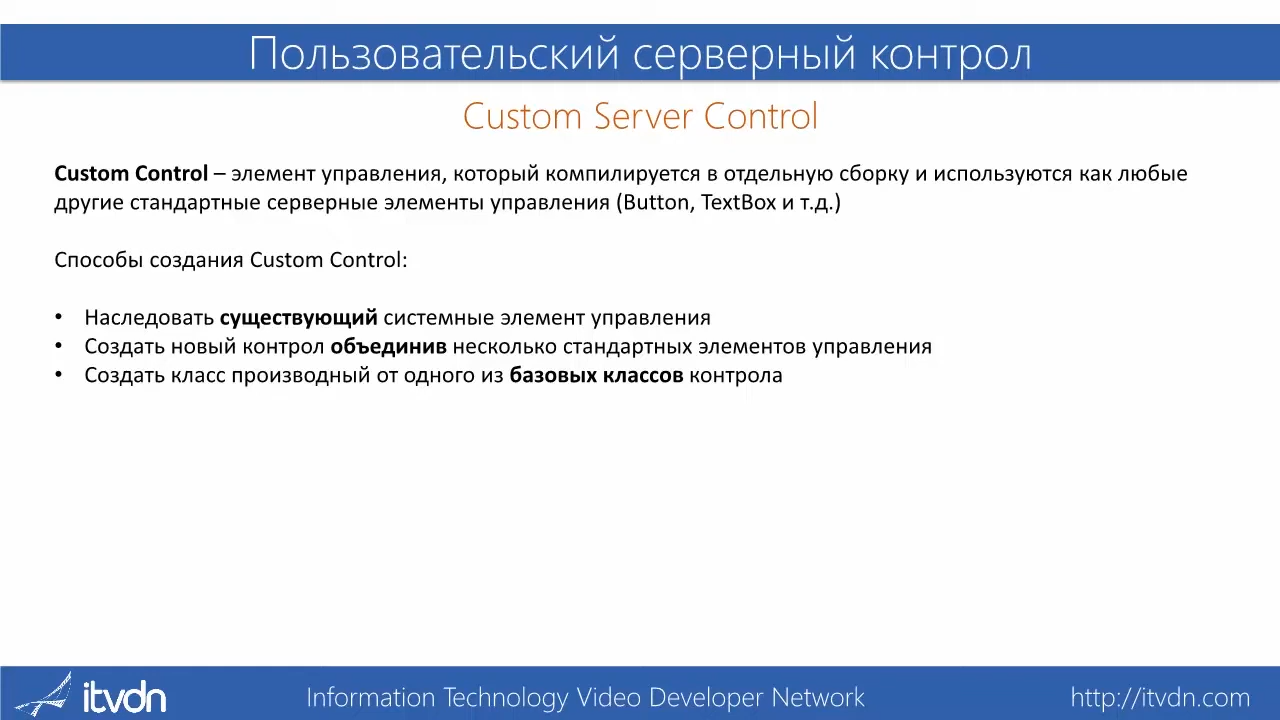 Пользовательский серверный контрол
Custom Server Control
Custom Control – элемент управления, который компилируется в отдельную сборку и используются как любые
другие стандартные серверные элементы управления (Button, TextBox и т.д.)
Способы создания Custom Control:
• Наследовать существующий системные элемент управления
• Создать новый контрол объединив несколько стандартных элементов управления
• Создать класс производный от одного из базовых классов контрола
itvdn
Information Technology Video Developer Network
http://itvdn.com